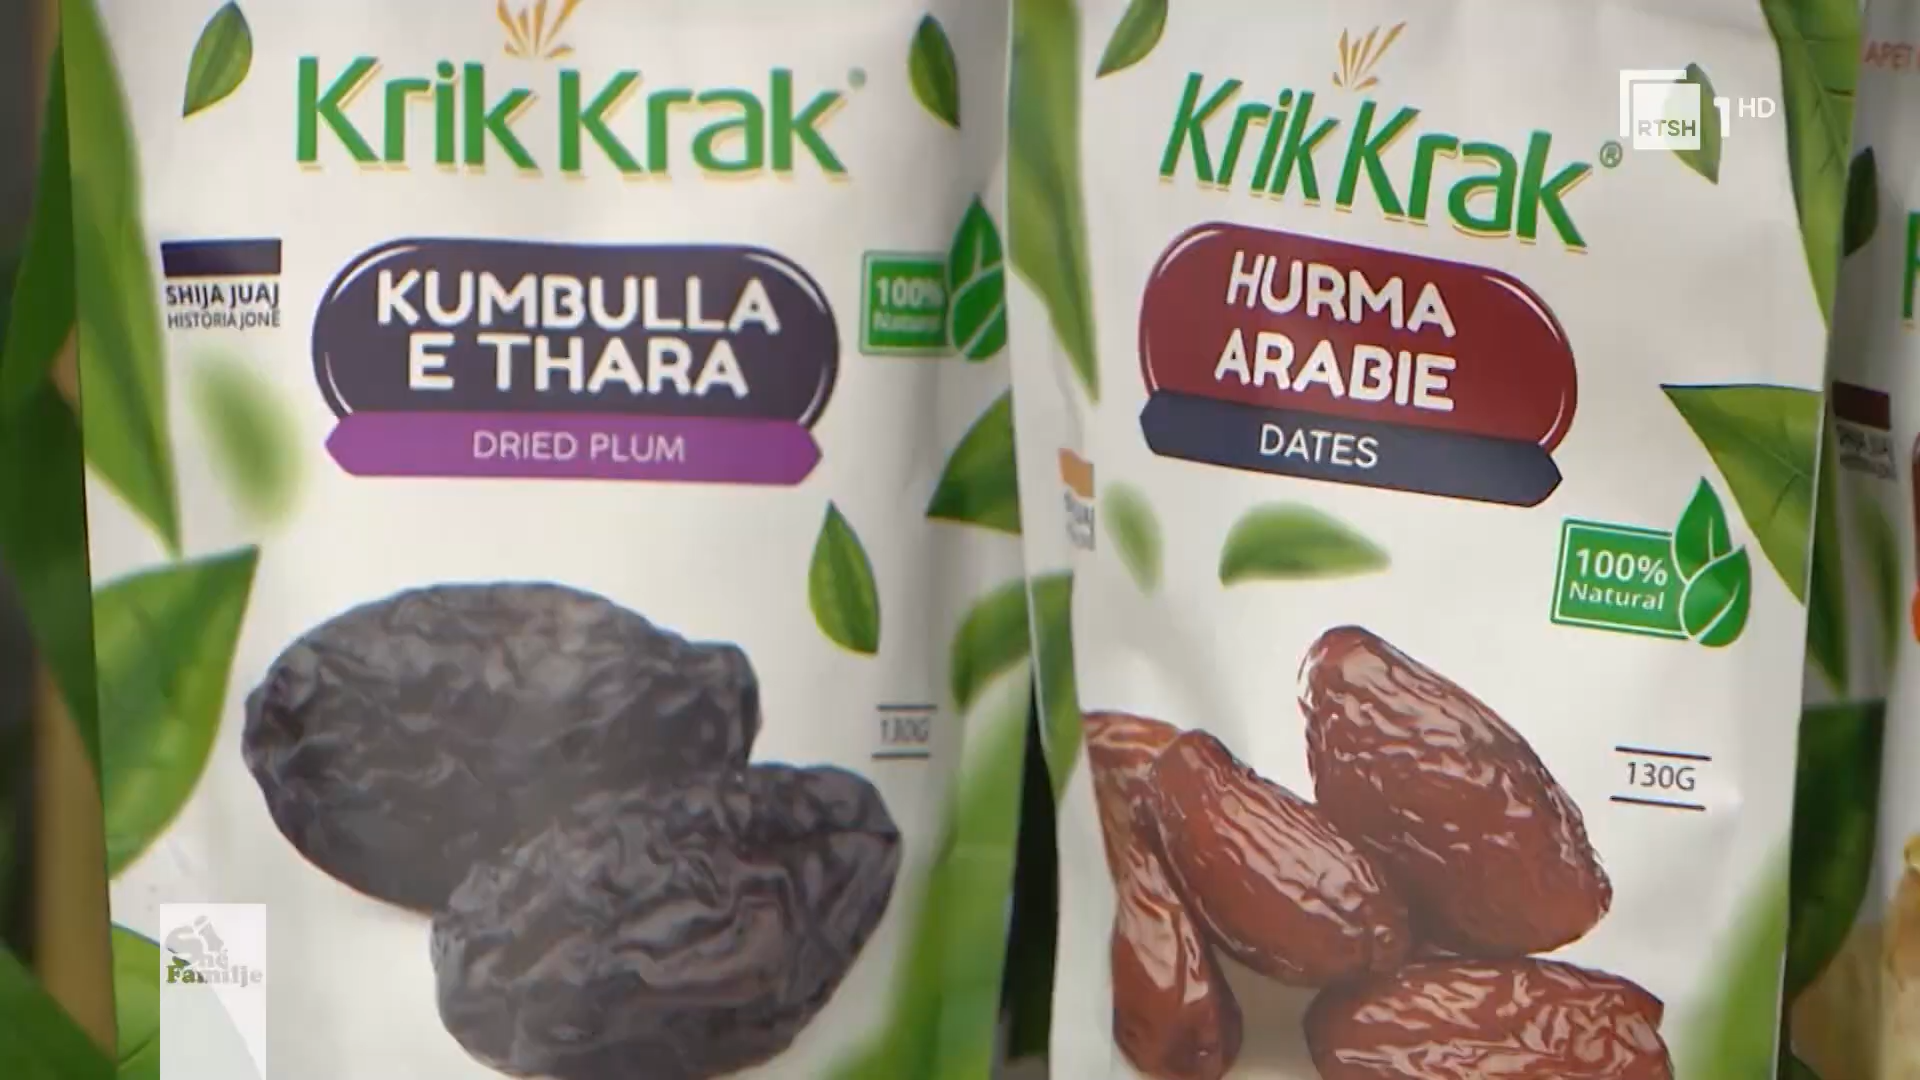 Krik Krak®
SHIJA JUAJ
HISTORIA JONË
KUMBULLA
E THARA
DRIED PLUM
100%
Natural
130G
Krik Krak®
HURMA
ARABIE
DATES
100%
Natural
130G
RTSH 1 HD
Familje